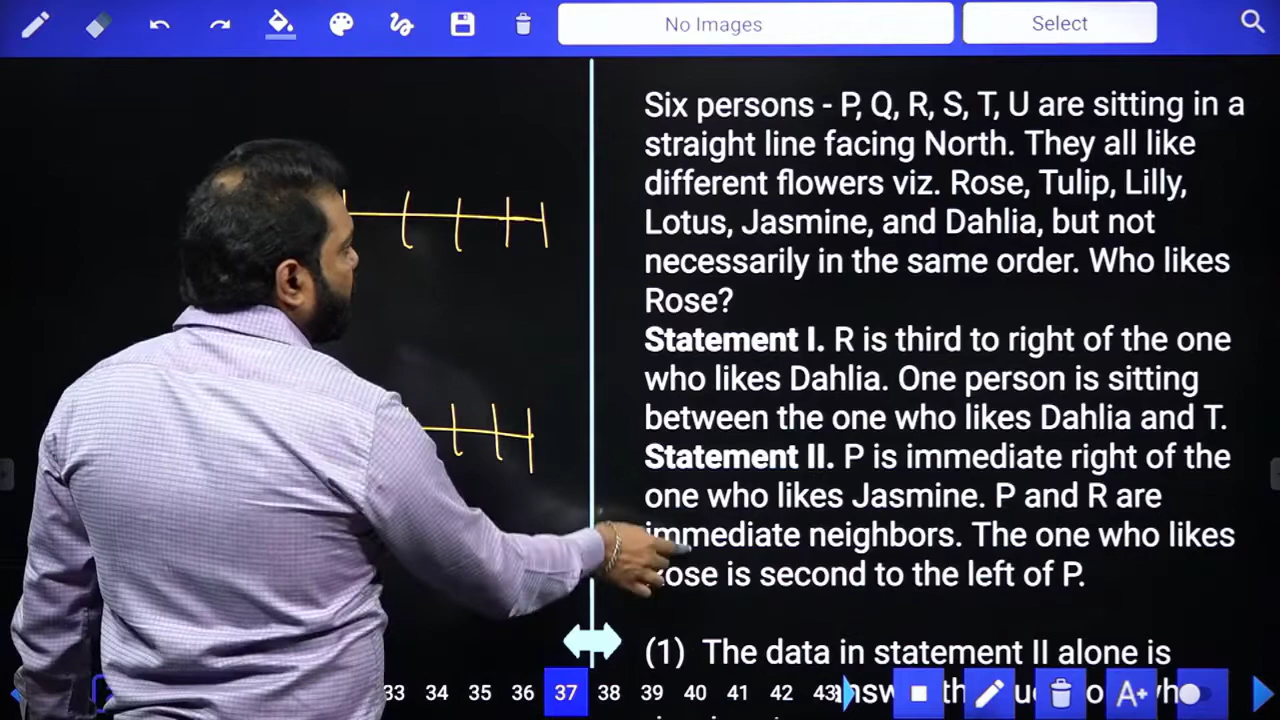 No Images
Select
Six persons - P, Q, R, S, T, U are sitting in a
straight line facing North. They all like
different flowers viz. Rose, Tulip, Lilly,
Lotus, Jasmine, and Dahlia, but not
necessarily in the same order. Who likes
Rose?
Statement I. R is third to right of the one
who likes Dahlia. One person is sitting
between the one who likes Dahlia and T.
Statement II. P is immediate right of the
one who likes Jasmine. P and R are
immediate neighbors. The one who likes
is second to the left of P.
(1) The data in statement II alone is
33 34 35 36 37 38 39 40 41 42 43
A+